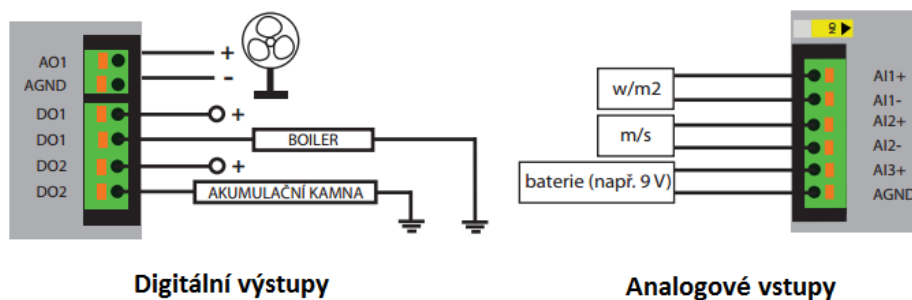 AO1
+
AGND
-
DO1
+
DO1
BOILER
DO2
+
DO2
AKUMULAČNÍ KAMNA
Digitální výstupy
ON
w/m2
AI1+
AI1-
m/s
AI2+
AI2-
baterie (např. 9 V)
AI3+
AGND
Analogové vstupy